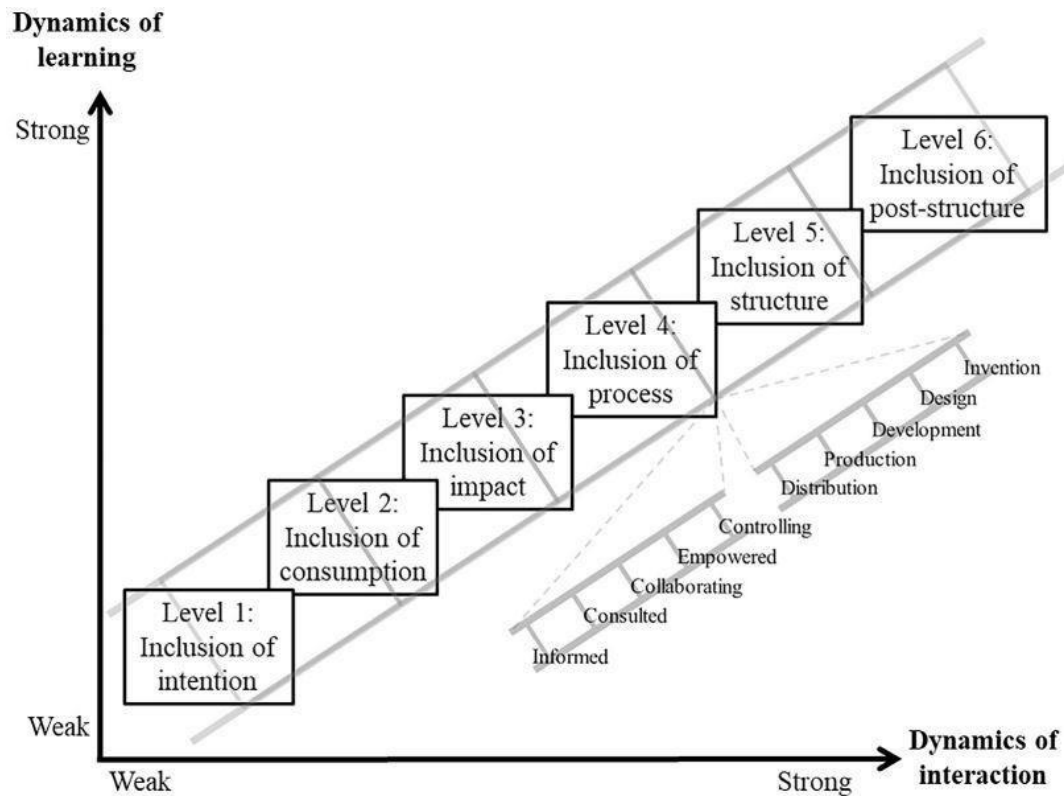 Dynamics of
learning
Strong
Level 6:
Inclusion of
post-structure
Level 5:
Inclusion of
structure
Level 4:
Inclusion of
process
Level 3:
Inclusion of
impact
Level 2:
Inclusion of
consumption
Level 1:
Inclusion of
intention
Invention
Design
Development
Production
Distribution
Controlling
Empowered
Collaborating
Consulted
Informed
Weak
Weak
Strong
Dynamics of
interaction